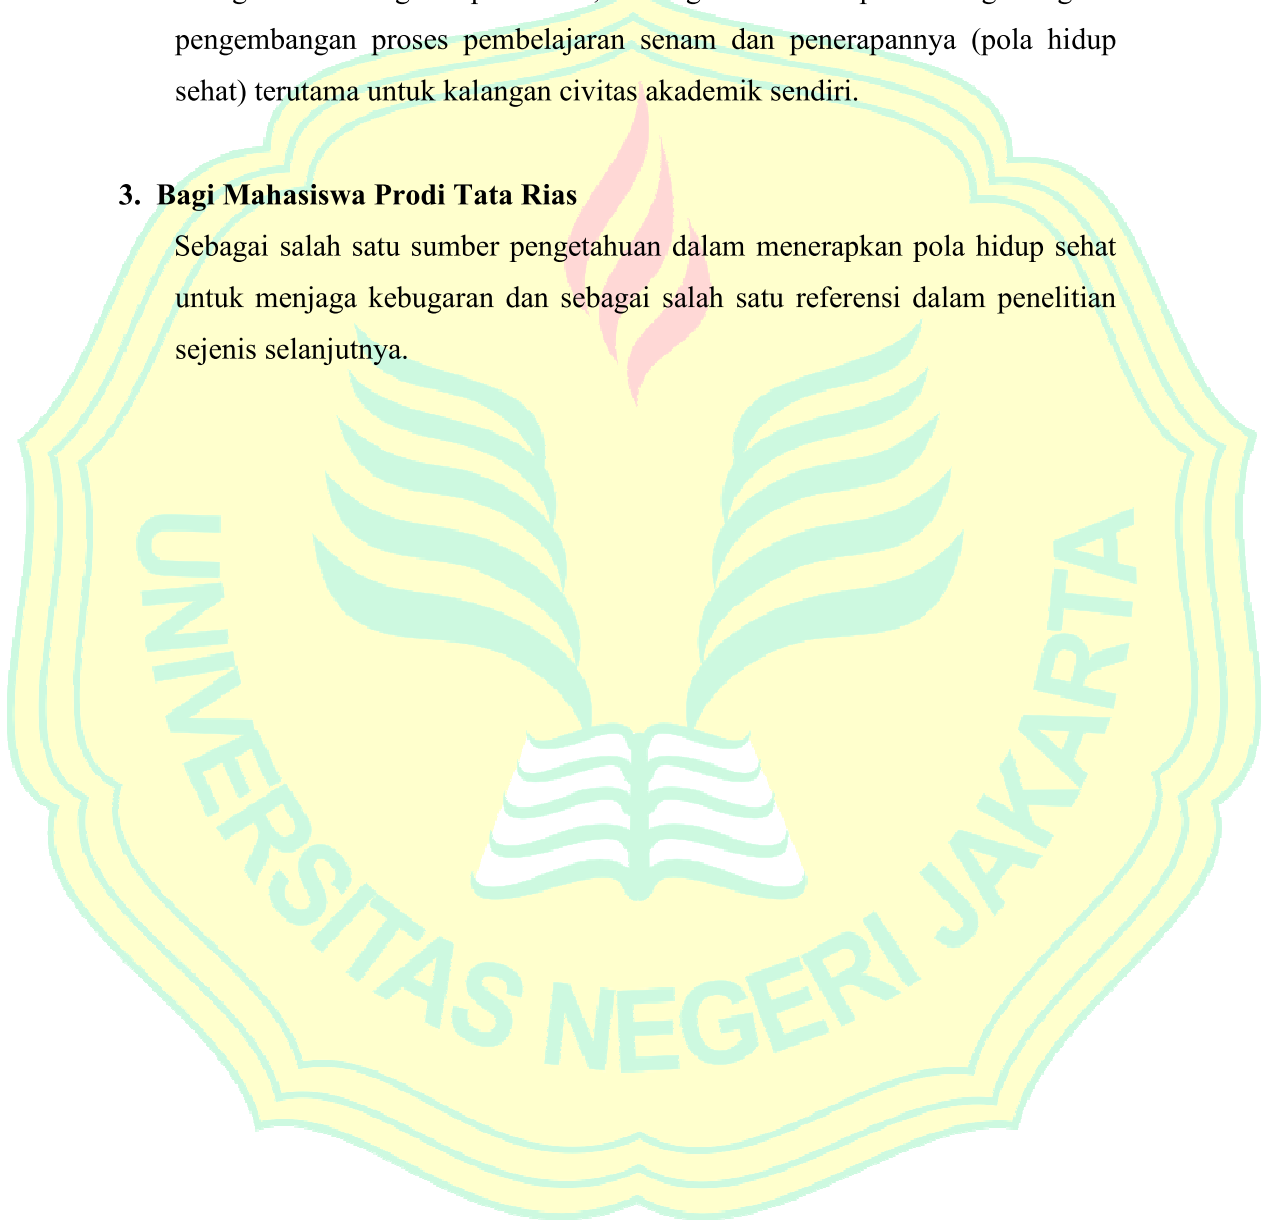 pengembangan proses pembelajaran senam dan penerapannya (pola hidup
sehat) terutama untuk kalangan civitas akademik sendiri.
3. Bagi Mahasiswa Prodi Tata Rias
Sebagai salah satu sumber pengetahuan dalam menerapkan pola hidup sehat
untuk menjaga kebugaran dan sebagai salah satu referensi dalam penelitian
sejenis selanjutnya.
UNIVERSITAS NEGERI JAKARTA